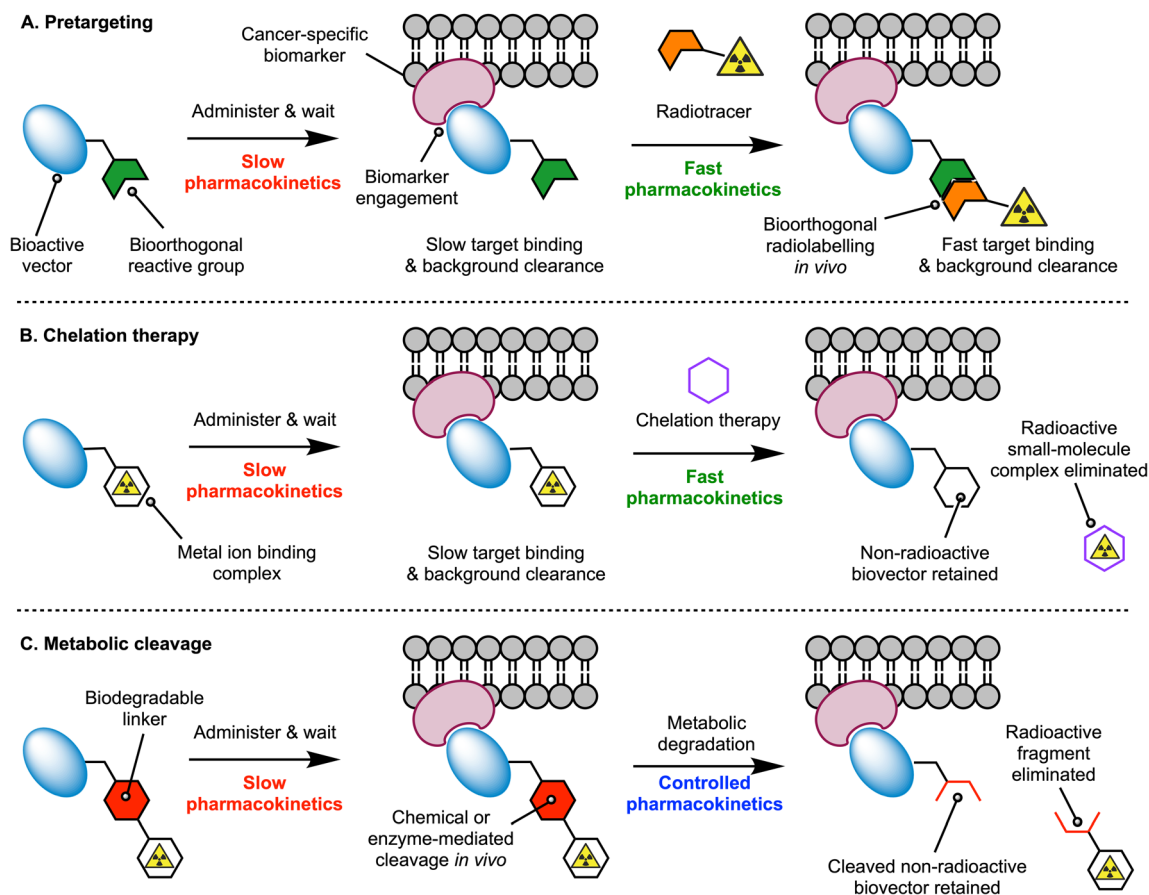 A. Pretargeting
Cancer-specific
biomarker
Administer & wait
Slow
pharmacokinetics
Biomarker
engagement
Bioactive
vector
Bioorthogonal
reactive group
Slow target binding
& background clearance
Radiotracer
Fast
pharmacokinetics
Bioorthogonal
radiolabelling
in vivo
Fast target binding
& background clearance
B. Chelation therapy
Administer & wait
Slow
pharmacokinetics
Metal ion binding
complex
Slow target binding
& background clearance
Chelation therapy
Fast
pharmacokinetics
Radioactive
small-molecule
complex eliminated
Non-radioactive
biovector retained
C. Metabolic cleavage
Biodegradable
linker
Administer & wait
Slow
pharmacokinetics
Chemical or
enzyme-mediated
cleavage in vivo
Metabolic
degradation
Controlled
pharmacokinetics
Radioactive
fragment
eliminated
Cleaved non-radioactive
biovector retained